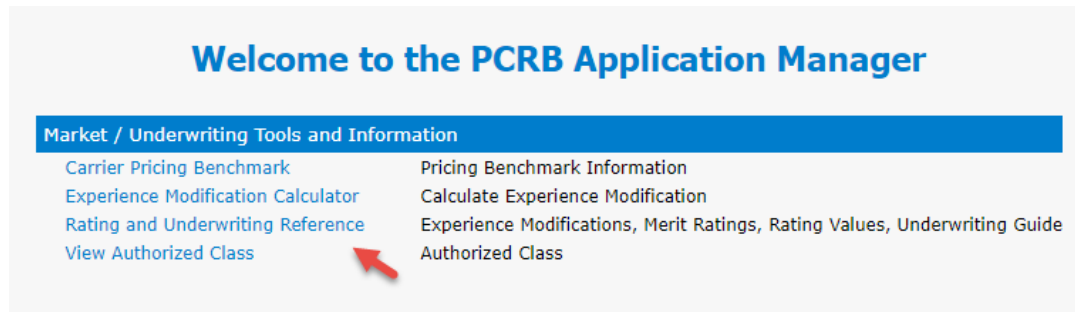 Welcome to the PCRB Application Manager
Market / Underwriting Tools and Information
Carrier Pricing Benchmark Pricing Benchmark Information
Experience Modification Calculator Calculate Experience Modification
Rating and Underwriting Reference Experience Modifications, Merit Ratings, Rating Values, Underwriting Guide
View Authorized Class Authorized Class